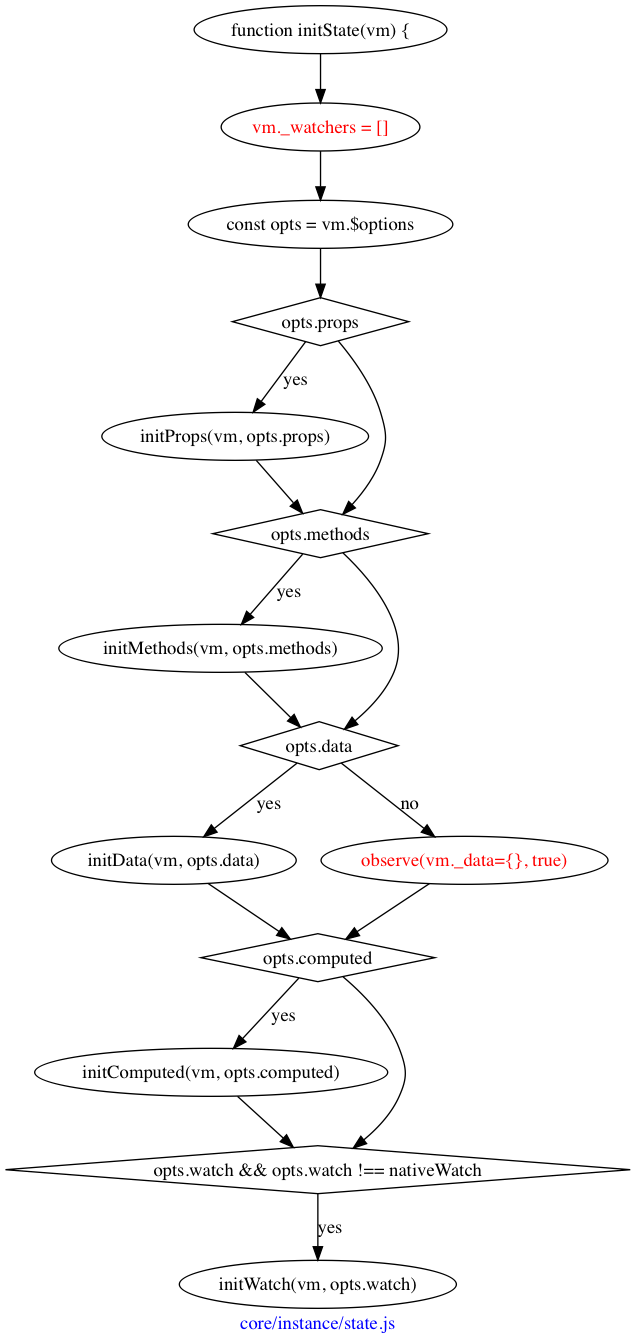 function initState(vm) {
vm._watchers = []
const opts = vm.$options
opts.props
yes
initProps(vm, opts.props)
opts.methods
yes
initMethods(vm, opts.methods)
opts.data
yes
no
initData(vm, opts.data)
observe(vm._data={}, true)
opts.computed
yes
initComputed(vm, opts.computed)
opts.watch && opts.watch !== nativeWatch
yes
initWatch(vm, opts.watch)
core/instance/state.js